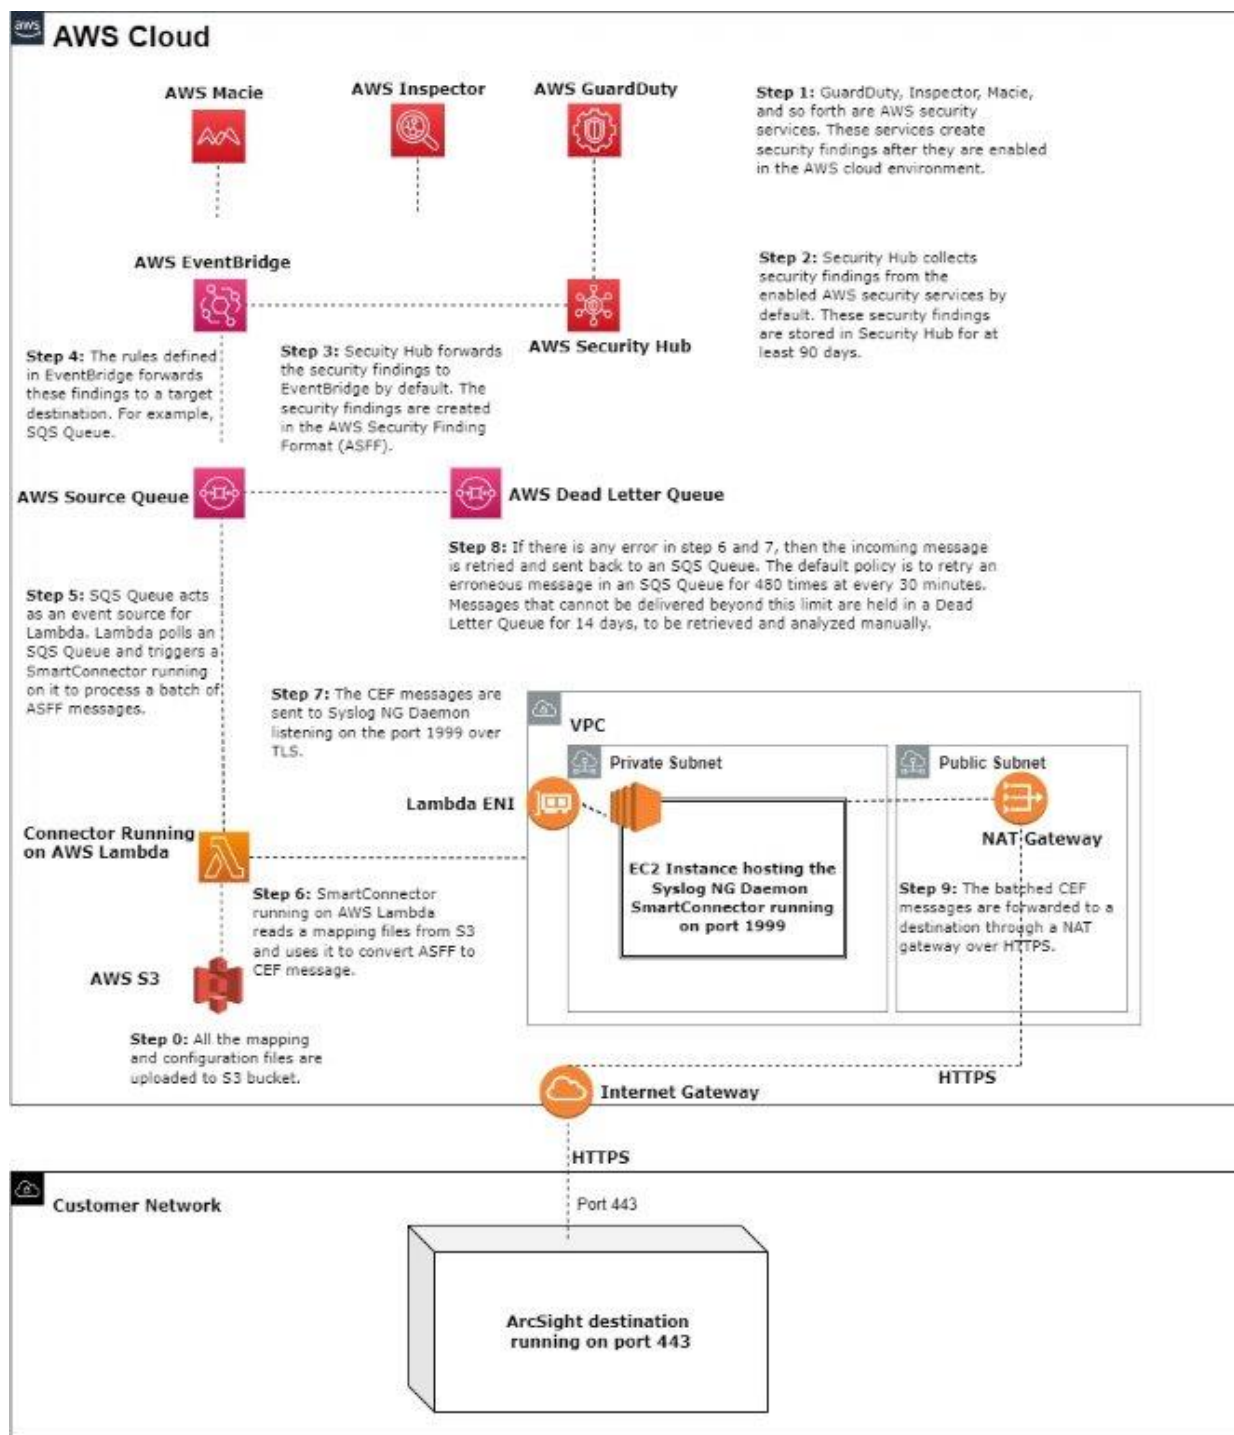 aws
AWS Cloud
AWS Macie
AWS Inspector
AWS GuardDuty
Step 1: GuardDuty, Inspector, Macie,
and so forth are AWS security
services. These services create
security findings after they are enabled
in the AWS cloud environment.
AWS EventBridge
AWS Security Hub
Step 2: Security Hub collects
security findings from the
enabled AWS security services by
default. These security findings
are stored in Security Hub for at
least 90 days.
Step 4: The rules defined
in EventBridge forwards
these findings to a target
destination. For example,
SQS Queue.
Step 3: Secuity Hub forwards
the security findings to
EventBridge by default. The
security findings are created
in the AWS Security Finding
Format (ASFF).
AWS Source Queue
AWS Dead Letter Queue
Step 8: If there is any error in step 6 and 7, then the incoming message
is retried and sent back to an SQS Queue. The default policy is to retry an
erroneous message in an SQS Queue for 480 times at every 30 minutes.
Messages that cannot be delivered beyond this limit are held in a Dead
Letter Queue for 14 days, to be retrieved and analyzed manually.
Step 5: SQS Queue acts
as an event source for
Lambda. Lambda polls an
SQS Queue and triggers a
SmartConnector running
on it to process a batch of
ASFF messages.
Step 7: The CEF messages are
sent to Syslog NG Daemon
listening on the port 1999 over
TLS.
VPC
Private Subnet
Public Subnet
Lambda ENI
NAT Gateway
Connector Running
on AWS Lambda
EC2 Instance hosting the
Syslog NG Daemon
SmartConnector running
on port 1999
Step 6: SmartConnector
running on AWS Lambda
reads a mapping files from S3
and uses it to convert ASFF to
CEF message.
Step 9: The batched CEF
messages are forwarded to a
destination through a NAT
gateway over HTTPS.
AWS S3
Step 0: All the mapping
and configuration files are
uploaded to S3 bucket.
HTTPS
Internet Gateway
HTTPS
Customer Network
Port 443
ArcSight destination
running on port 443